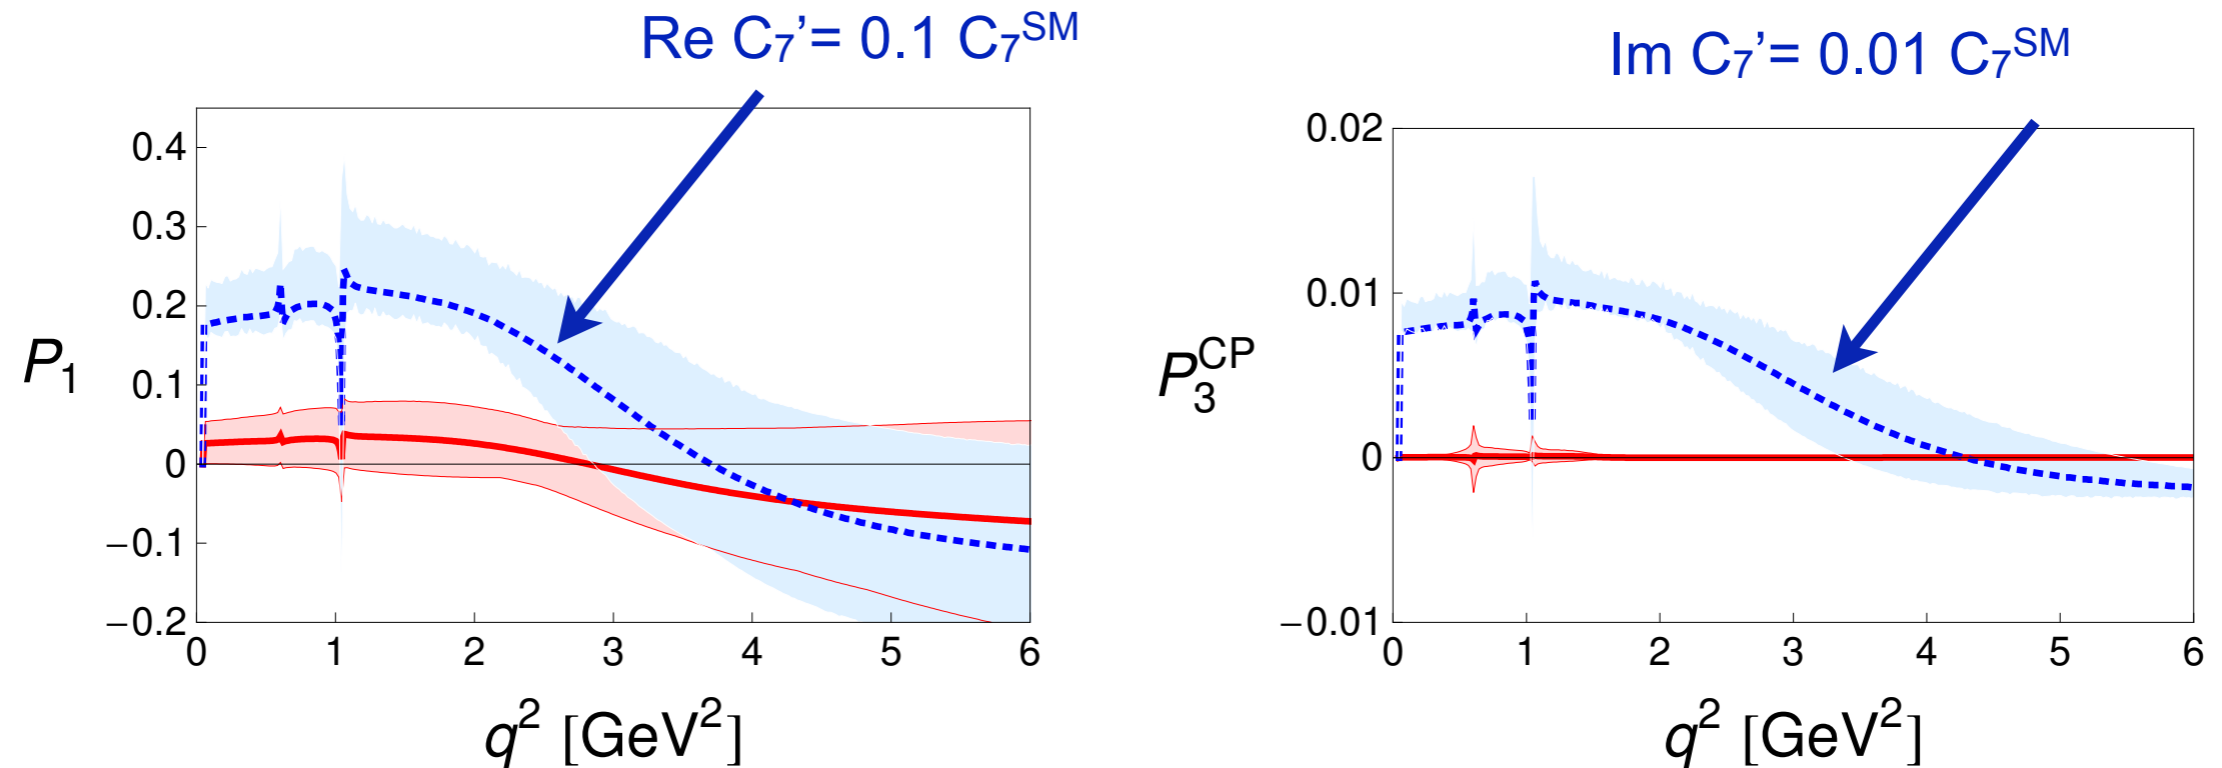 Re C₇’= 0.1 C₇ˢᴹ
Im C₇’= 0.01 C₇ˢᴹ
0.4
0.3
0.2
0.1
0
−0.1
−0.2
P₁
0 1 2 3 4 5 6
q² [GeV²]
0.02
0.01
0
−0.01
P₃ᶜᴾ
0 1 2 3 4 5 6
q² [GeV²]